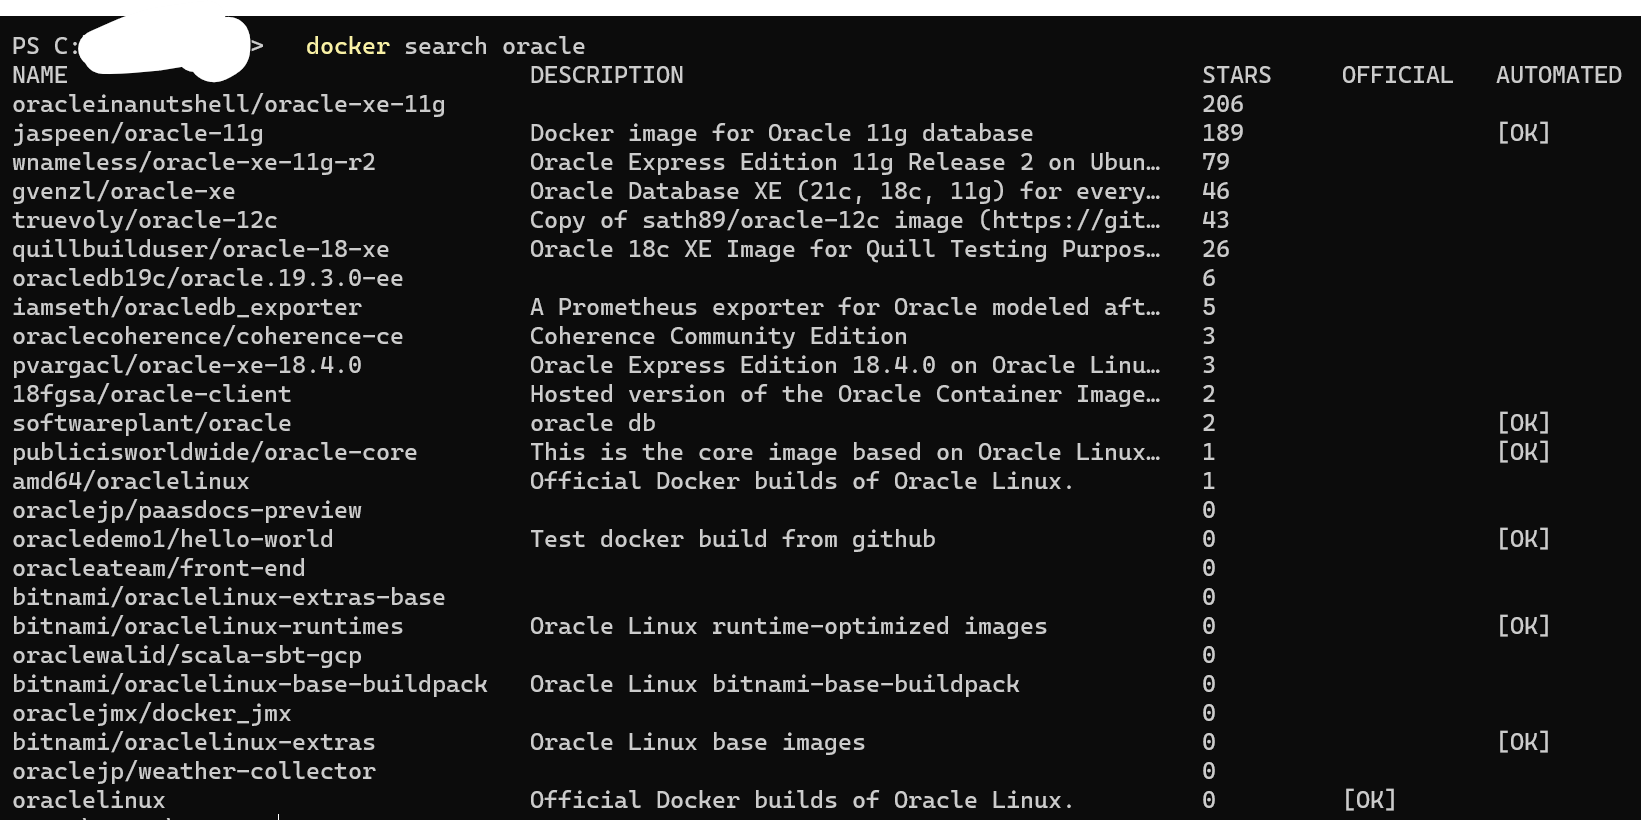 PS C: > docker search oracle
NAME DESCRIPTION STARS OFFICIAL AUTOMATED
oracleinanutshell/oracle-xe-11g 206
jaspeen/oracle-11g Docker image for Oracle 11g database 189 [OK]
wnameless/oracle-xe-11g-r2 Oracle Express Edition 11g Release 2 on Ubun… 79
gvenzl/oracle-xe Oracle Database XE (21c, 18c, 11g) for every… 46
truevoly/oracle-12c Copy of sath89/oracle-12c image (https://git… 43
quillbuilduser/oracle-18-xe Oracle 18c XE Image for Quill Testing Purpos… 26
oracledb19c/oracle.19.3.0-ee 6
iamseth/oracledb_exporter A Prometheus exporter for Oracle modeled aft… 5
oraclecoherence/coherence-ce Coherence Community Edition 3
pvargacl/oracle-xe-18.4.0 Oracle Express Edition 18.4.0 on Oracle Linu… 3
18fgsa/oracle-client Hosted version of the Oracle Container Image… 2
softwareplant/oracle oracle db 2 [OK]
publicisworldwide/oracle-core This is the core image based on Oracle Linux… 1 [OK]
amd64/oraclelinux Official Docker builds of Oracle Linux. 1
oraclejp/paasdocs-preview 0
oracledemo1/hello-world Test docker build from github 0 [OK]
oracleateam/front-end 0
bitnami/oraclelinux-extras-base 0
bitnami/oraclelinux-runtimes Oracle Linux runtime-optimized images 0 [OK]
oraclewalid/scala-sbt-gcp 0
bitnami/oraclelinux-base-buildpack Oracle Linux bitnami-base-buildpack 0
oraclejmx/docker_jmx 0
bitnami/oraclelinux-extras Oracle Linux base images 0 [OK]
oraclejp/weather-collector 0
oraclelinux Official Docker builds of Oracle Linux. 0 [OK]